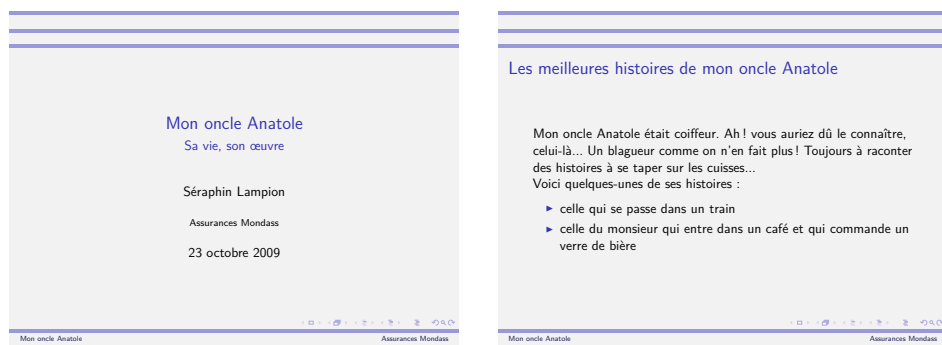 Mon oncle Anatole
Sa vie, son œuvre
Séraphin Lampion
Assurances Mondass
23 octobre 2009
Mon oncle Anatole
Assurances Mondass
Les meilleures histoires de mon oncle Anatole
Mon oncle Anatole était coiffeur. Ah ! vous auriez dû le connaître,
celui-là... Un blagueur comme on n'en fait plus ! Toujours à raconter
des histoires à se taper sur les cuisses...
Voici quelques-unes de ses histoires :
celle qui se passe dans un train
celle du monsieur qui entre dans un café et qui commande un
verre de bière
Mon oncle Anatole
Assurances Mondass